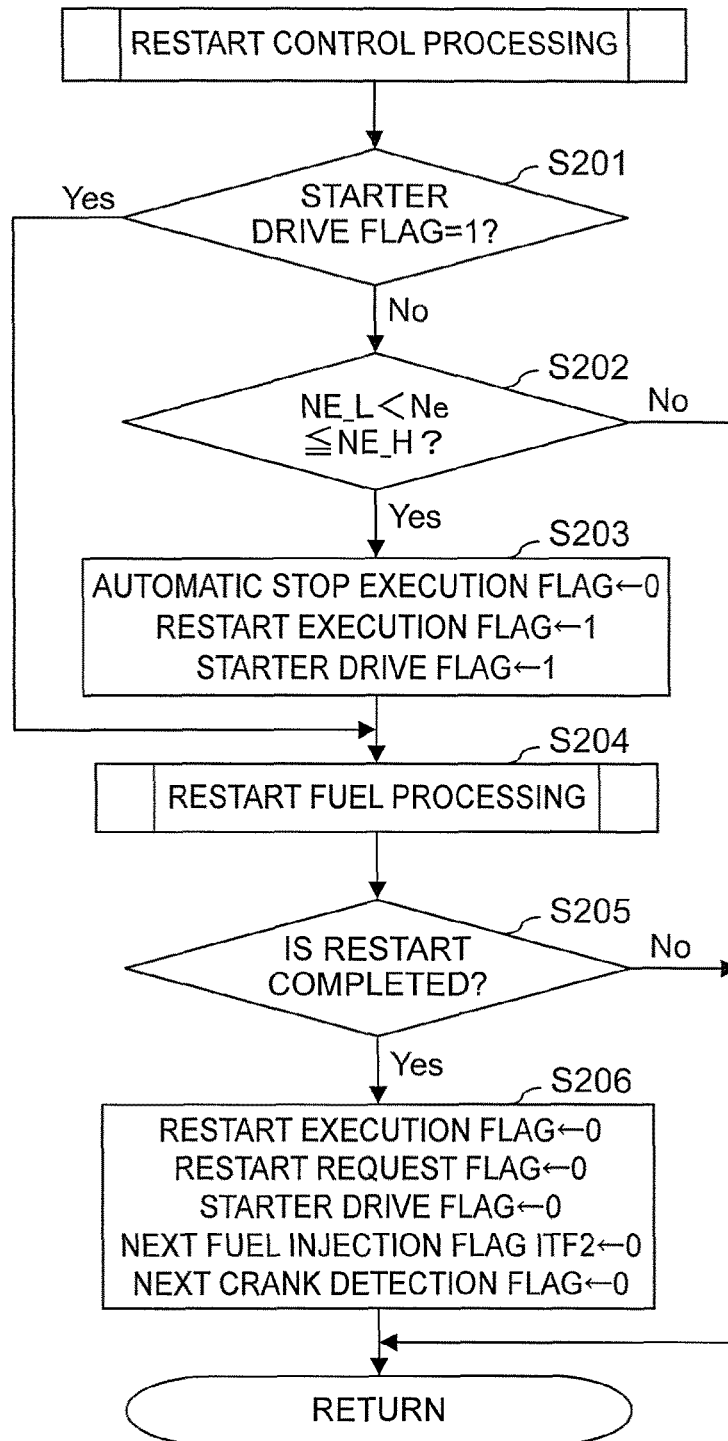 RESTART CONTROL PROCESSING
S201
Yes
STARTER
DRIVE FLAG=1?
No
S202
NE_L<Ne
≦NE_H?
No
Yes
S203
AUTOMATIC STOP EXECUTION FLAG←0
RESTART EXECUTION FLAG←1
STARTER DRIVE FLAG←1
S204
RESTART FUEL PROCESSING
S205
IS RESTART
COMPLETED?
No
Yes
S206
RESTART EXECUTION FLAG←0
RESTART REQUEST FLAG←0
STARTER DRIVE FLAG←0
NEXT FUEL INJECTION FLAG ITF2←0
NEXT CRANK DETECTION FLAG←0
RETURN